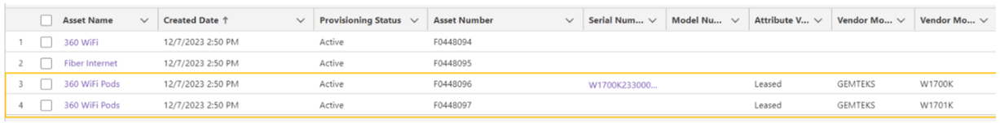 Asset Name Created Date ↑ Provisioning Status Asset Number Serial Num... Model Nu... Attribute V... Vendor Mo... Vendor Mo...
1 360 WiFi 12/7/2023 2:50 PM Active F0448094
2 Fiber Internet 12/7/2023 2:50 PM Active F0448095
3 360 WiFi Pods 12/7/2023 2:50 PM Active F0448096 W1700K233000... Leased GEMTEKS W1700K
4 360 WiFi Pods 12/7/2023 2:50 PM Active F0448097 Leased GEMTEKS W1701K